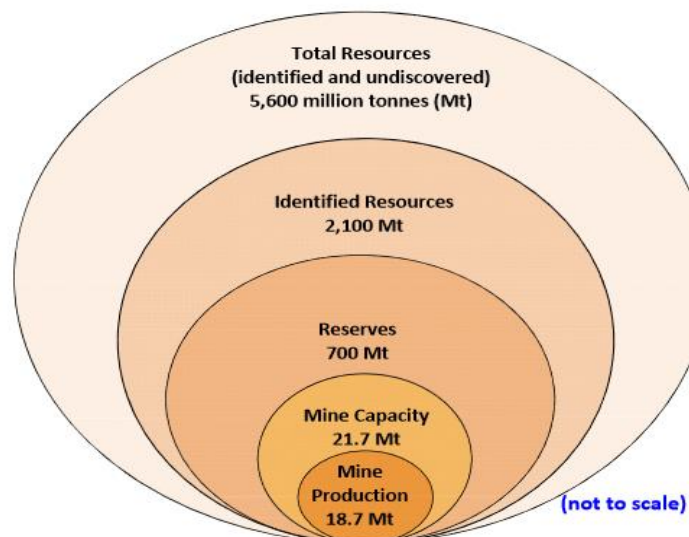 Total Resources
(identified and undiscovered)
5,600 million tonnes (Mt)
Identified Resources
2,100 Mt
Reserves
700 Mt
Mine Capacity
21.7 Mt
Mine
Production
18.7 Mt
(not to scale)